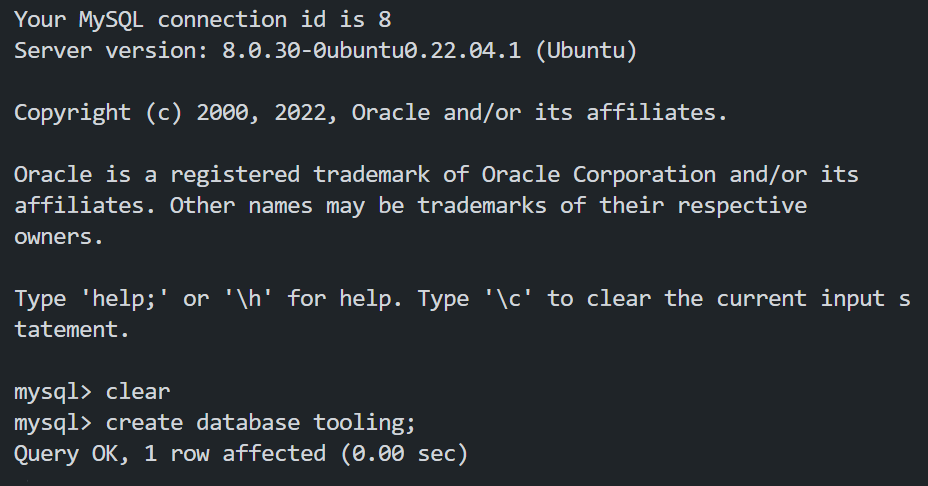 Your MySQL connection id is 8
Server version: 8.0.30-0ubuntu0.22.04.1 (Ubuntu)
Copyright (c) 2000, 2022, Oracle and/or its affiliates.
Oracle is a registered trademark of Oracle Corporation and/or its
affiliates. Other names may be trademarks of their respective
owners.
Type 'help;' or '\h' for help. Type '\c' to clear the current input s
tatement.
mysql> clear
mysql> create database tooling;
Query OK, 1 row affected (0.00 sec)